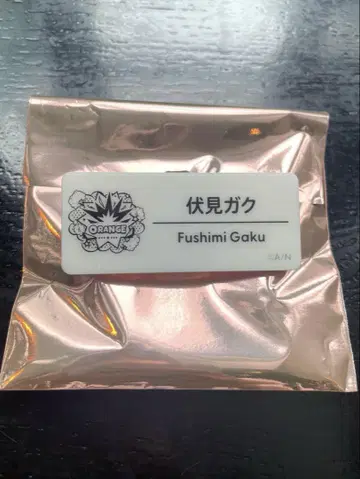 ORANGE
伏見ガク
Fushimi Gaku
©A/N